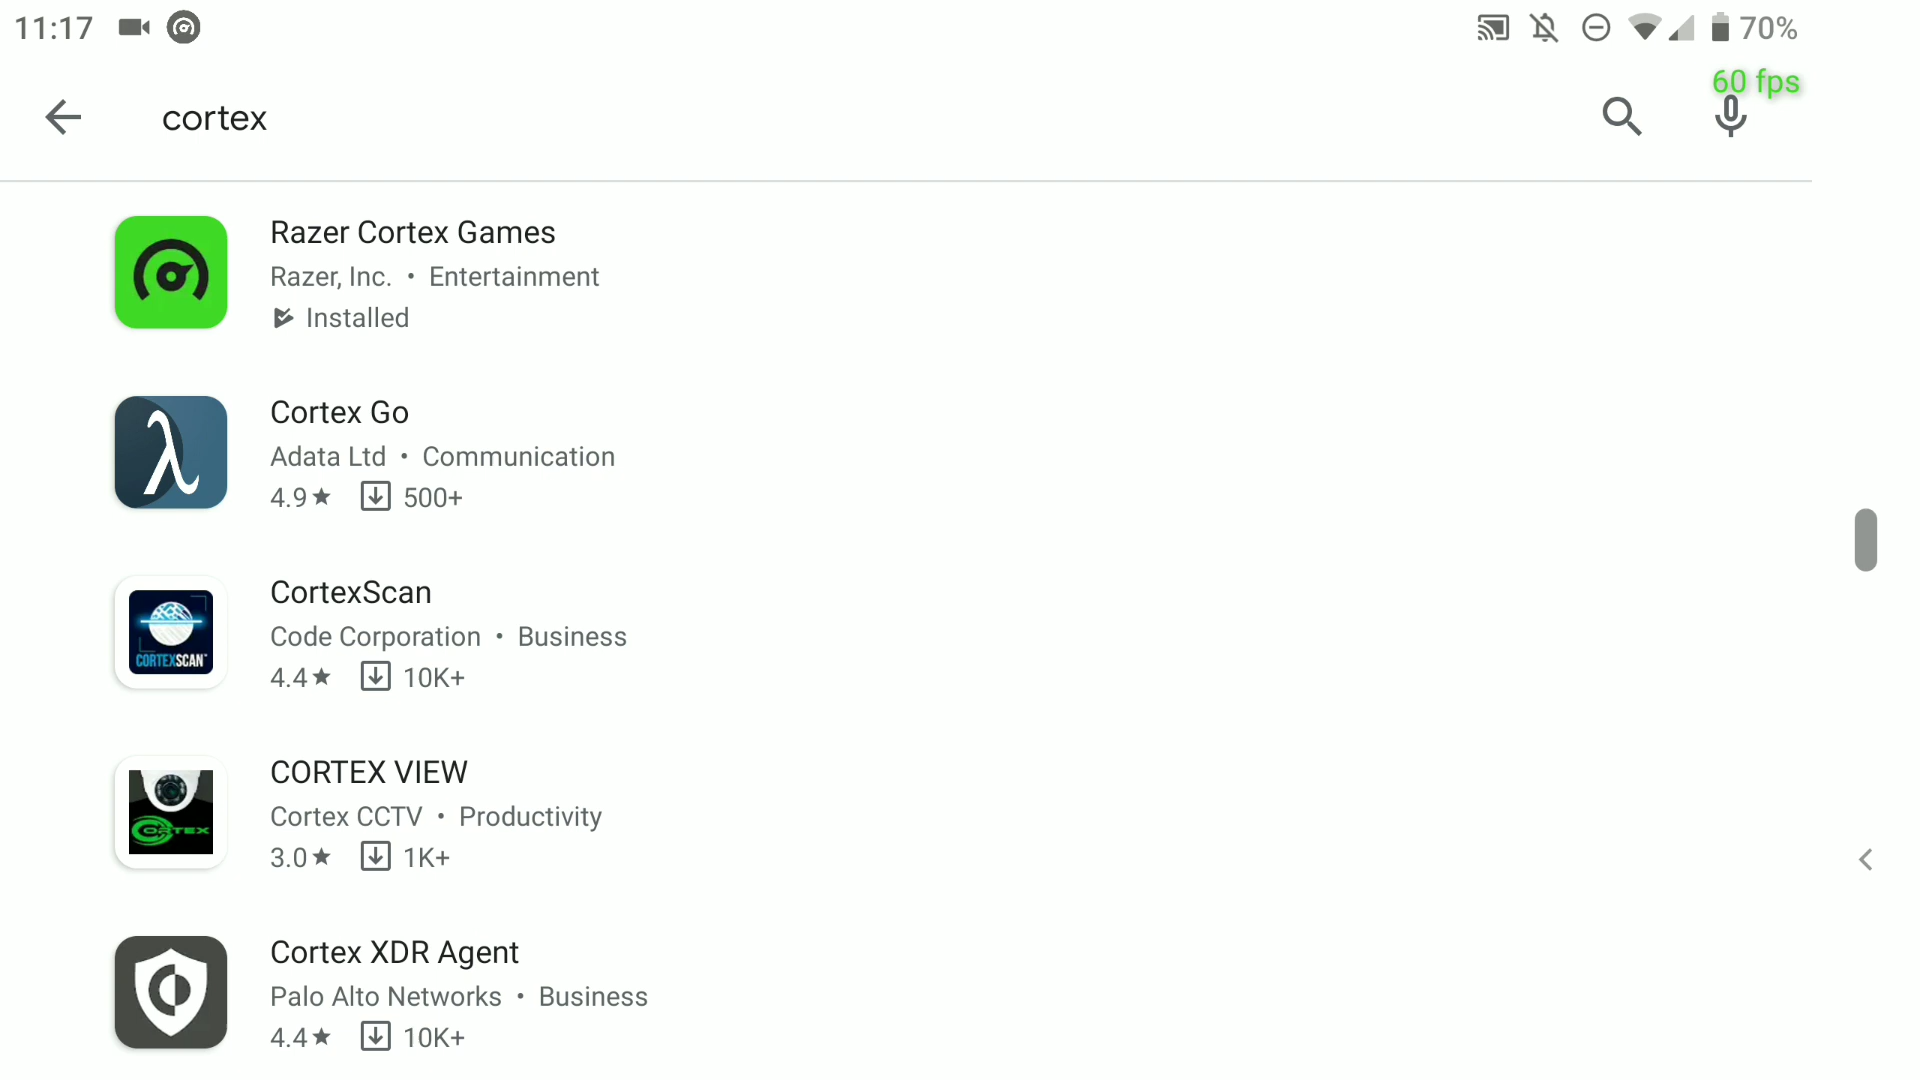 11:17
70%
60 fps
cortex
Razer Cortex Games
Razer, Inc. • Entertainment
Installed
Cortex Go
Adata Ltd • Communication
4.9★ 500+
CortexScan
Code Corporation • Business
4.4★ 10K+
CORTEXSCAN™
CORTEX VIEW
Cortex CCTV • Productivity
3.0★ 1K+
CORTEX
Cortex XDR Agent
Palo Alto Networks • Business
4.4★ 10K+